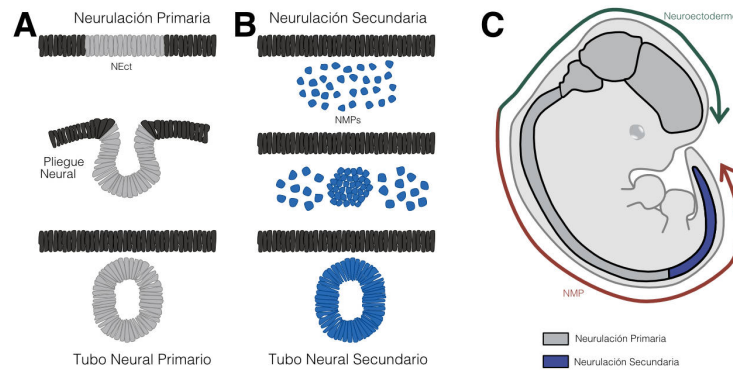 A
Neurulación Primaria
NEct
Pliegue
Neural
Tubo Neural Primario
B
Neurulación Secundaria
NMPs
Tubo Neural Secundario
C
Neuroectodermo
NMP
Neurulación Primaria
Neurulación Secundaria